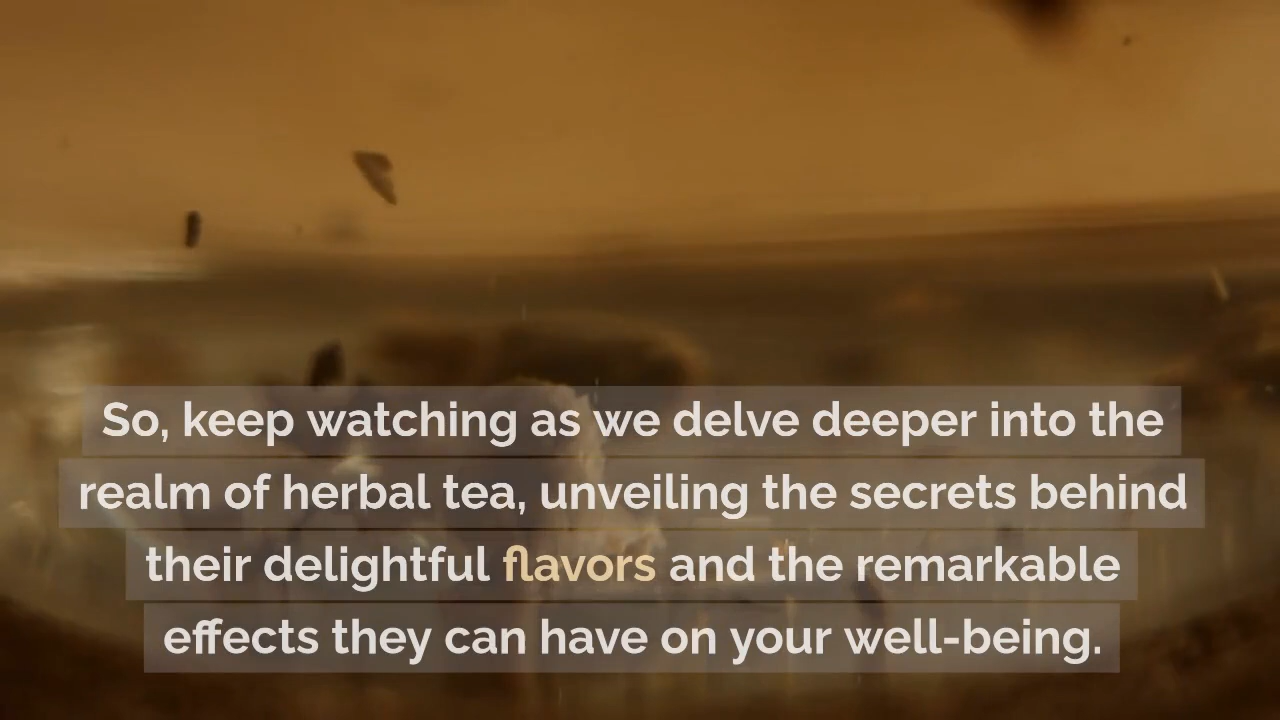 So, keep watching as we delve deeper into the
realm of herbal tea, unveiling the secrets behind
their delightful flavors and the remarkable
effects they can have on your well-being.